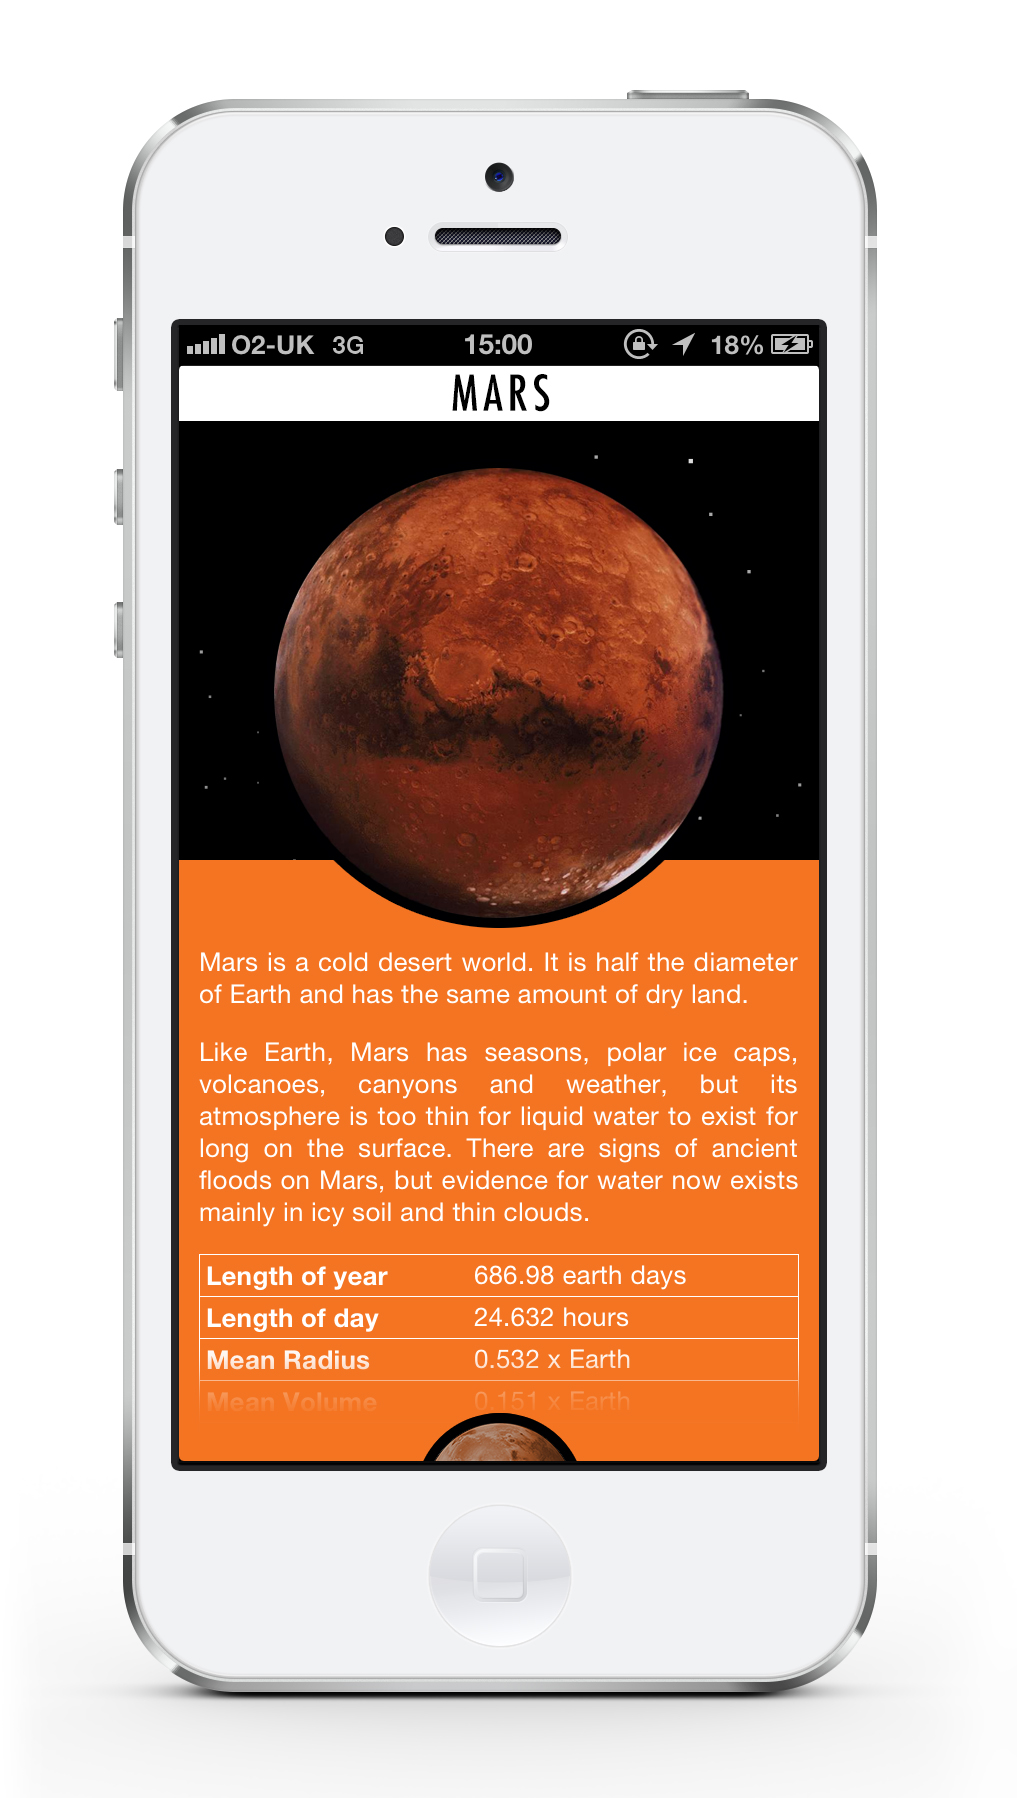 O2-UK 3G 15:00 18%
MARS
Mars is a cold desert world. It is half the diameter
of Earth and has the same amount of dry land.
Like Earth, Mars has seasons, polar ice caps,
volcanoes, canyons and weather, but its
atmosphere is too thin for liquid water to exist for
long on the surface. There are signs of ancient
floods on Mars, but evidence for water now exists
mainly in icy soil and thin clouds.
Length of year 686.98 earth days
Length of day 24.632 hours
Mean Radius 0.532 x Earth
Mean Volume 0.151 x Earth